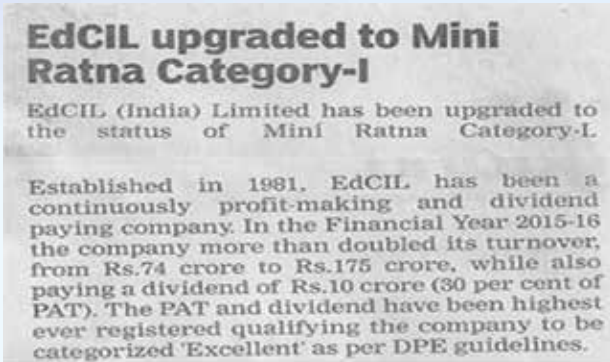 EdCIL upgraded to Mini
Ratna Category-I
EdCIL (India) Limited has been upgraded to
the status of Mini Ratna Category-I.
Established in 1981, EdCIL has been a
continuously profit-making and dividend
paying company. In the Financial Year 2015-16
the company more than doubled its turnover,
from Rs.74 crore to Rs.175 crore, while also
paying a dividend of Rs.10 crore (30 per cent of
PAT). The PAT and dividend have been highest
ever registered qualifying the company to be
categorized 'Excellent' as per DPE guidelines.